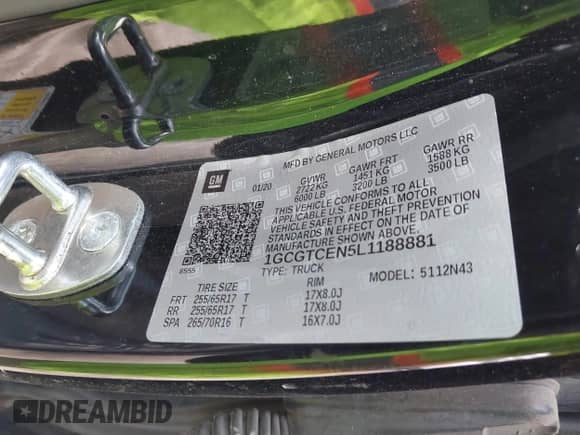 GM
MFD BY GENERAL MOTORS LLC
01/20
GVWR GAWR FRT GAWR RR
2722 KG 1451 KG 1588 KG
6000 LB 3200 LB 3500 LB
THIS VEHICLE CONFORMS TO ALL
APPLICABLE U.S. FEDERAL MOTOR
VEHICLE SAFETY AND THEFT PREVENTION
STANDARDS IN EFFECT ON THE DATE OF
MANUFACTURE SHOWN ABOVE.
1GCGTCEN5L1188881
8555
TYPE: TRUCK MODEL: 5112N43
TIRE SIZE RIM
FRT 255/65R17 T 17X8.0J
RR 255/65R17 T 17X8.0J
SPA 265/70R16 T 16X7.0J
DREAMBID